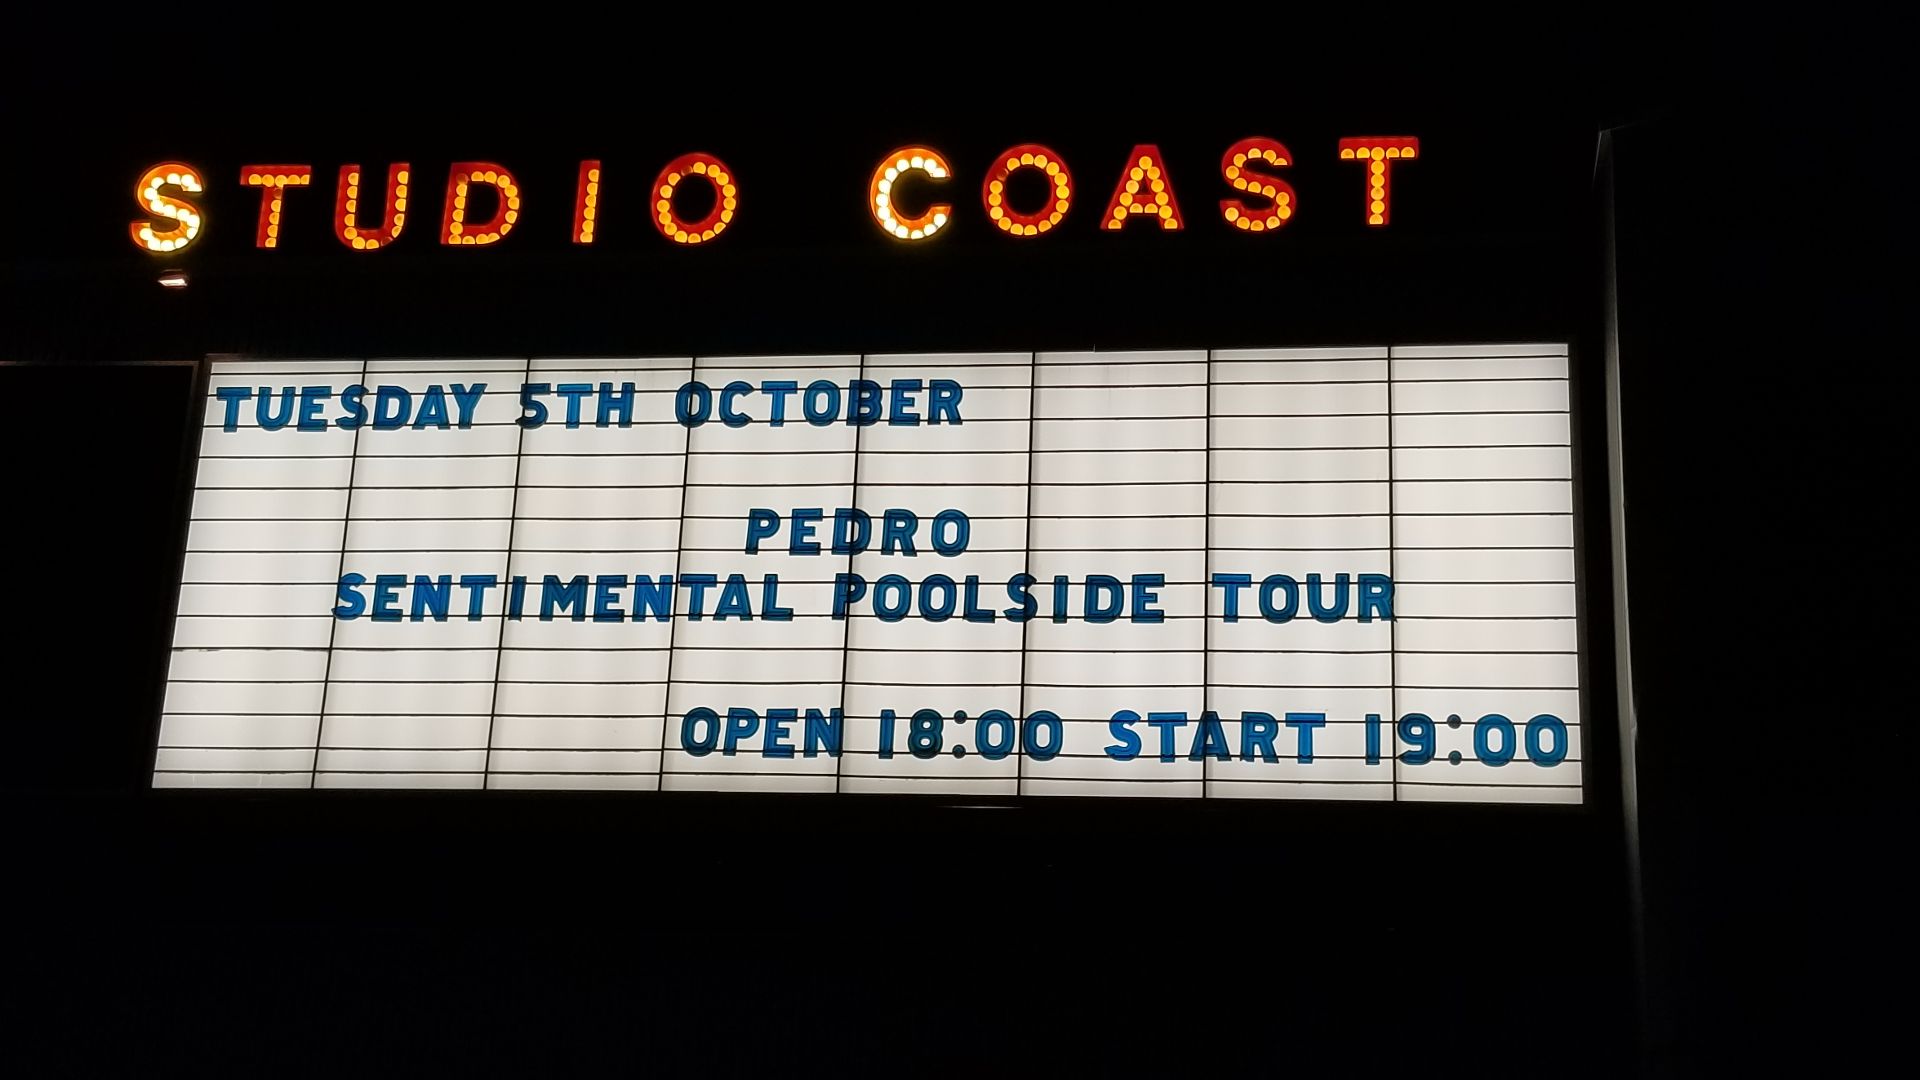 STUDIO COAST
TUESDAY 5TH OCTOBER
PEDRO
SENTIMENTAL POOLSIDE TOUR
OPEN 18:00 START 19:00